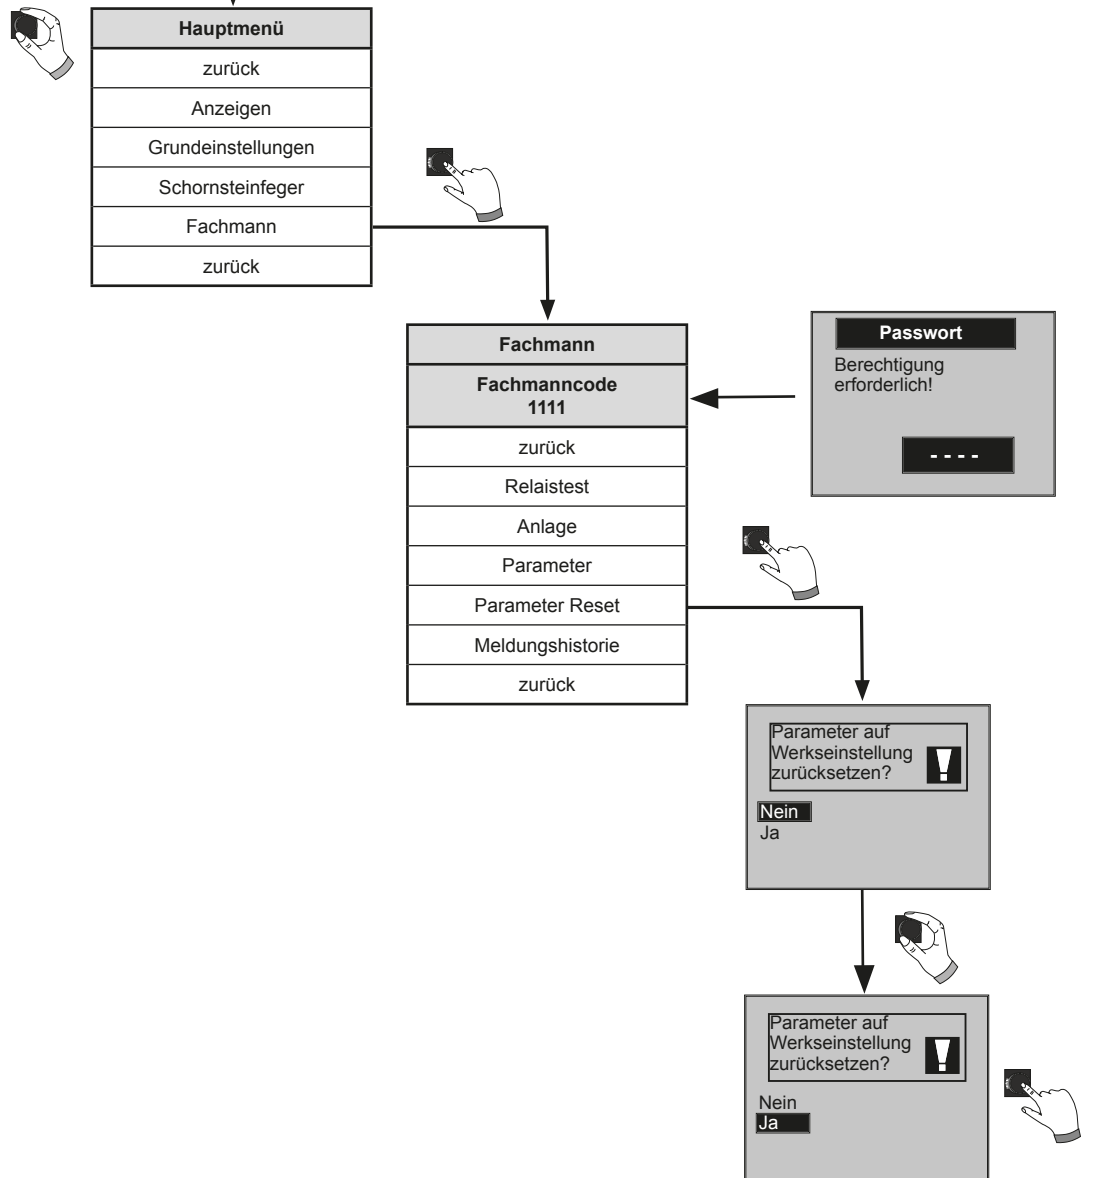 Hauptmenü
zurück
Anzeigen
Grundeinstellungen
Schornsteinfeger
Fachmann
zurück
Fachmann
Fachmanncode
1111
zurück
Relaistest
Anlage
Parameter
Parameter Reset
Meldungshistorie
zurück
Passwort
Berechtigung
erforderlich!
- - - -
Parameter auf
Werkseinstellung
zurücksetzen?
!
Nein
Ja
Parameter auf
Werkseinstellung
zurücksetzen?
!
Nein
Ja